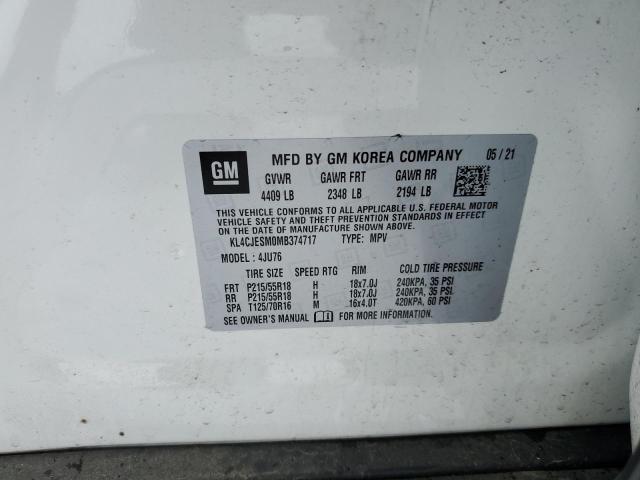 GM MFD BY GM KOREA COMPANY 05 / 21
GVWR GAWR FRT GAWR RR
4409 LB 2348 LB 2194 LB
THIS VEHICLE CONFORMS TO ALL APPLICABLE U.S. FEDERAL MOTOR
VEHICLE SAFETY AND THEFT PREVENTION STANDARDS IN
EFFECT ON THE DATE OF MANUFACTURE SHOWN ABOVE.
KL4CJESM0MB374717 TYPE: MPV
MODEL : 4JU76
TIRE SIZE SPEED RTG RIM COLD TIRE PRESSURE
FRT P215/55R18 H 18x7.0J 240KPA, 35 PSI
RR P215/55R18 H 18x7.0J 240KPA, 35 PSI
SPA T125/70R16 M 16x4.0T 420KPA, 60 PSI
SEE OWNER'S MANUAL FOR MORE INFORMATION.